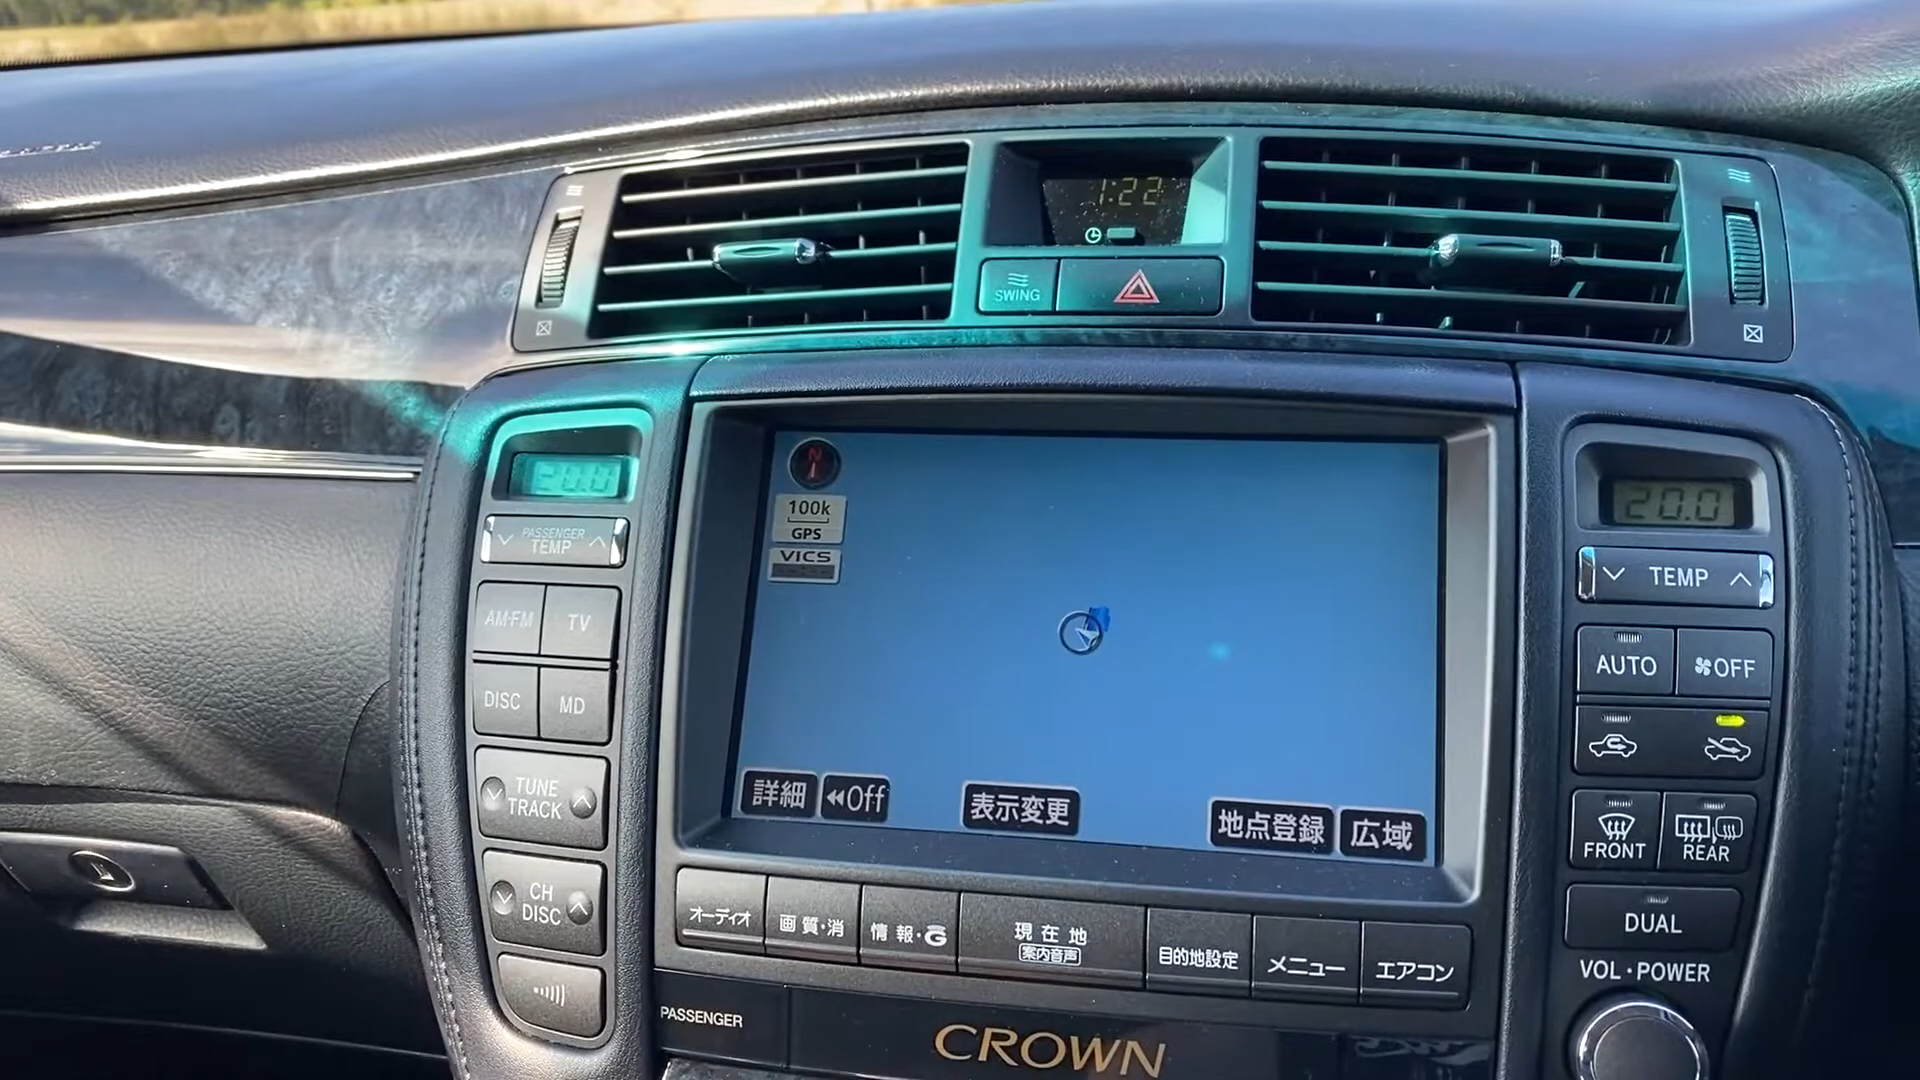 1:22
SWING
20.0
PASSENGER
TEMP
AM·FM
TV
DISC
MD
TUNE
TRACK
CH
DISC
N
100k
GPS
VICS
詳細
Off
表示変更
地点登録
広域
20.0
TEMP
AUTO
OFF
FRONT
REAR
DUAL
VOL・POWER
オーディオ
画質・消
情報・G
現在地
案内音声
目的地設定
メニュー
エアコン
PASSENGER
CROWN